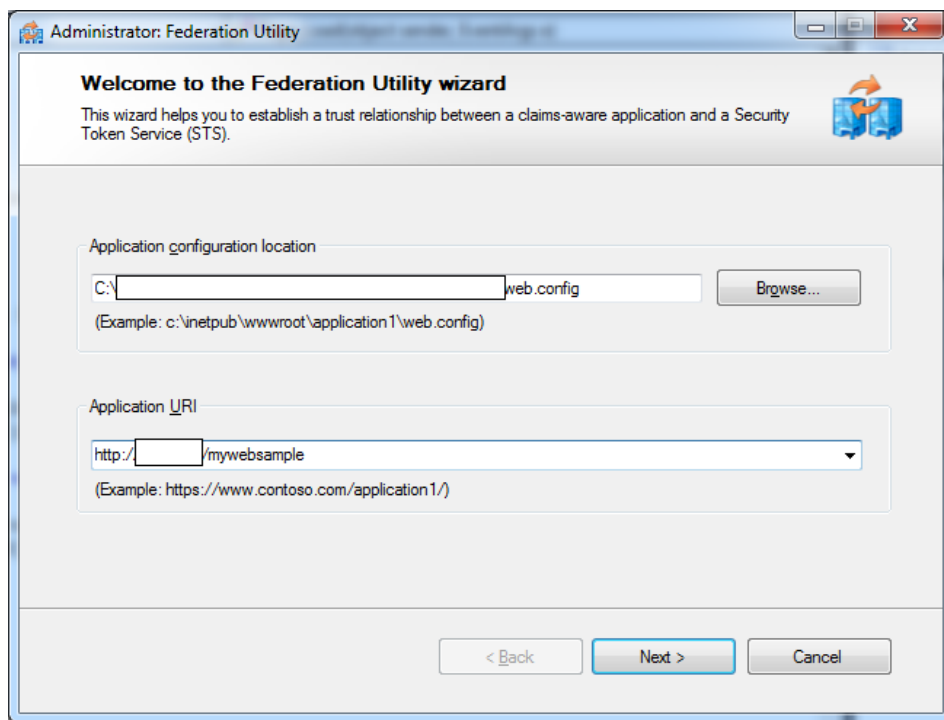 Administrator: Federation Utility
Welcome to the Federation Utility wizard
This wizard helps you to establish a trust relationship between a claims-aware application and a Security
Token Service (STS).
Application configuration location
C:\ web.config
Browse...
(Example: c:\inetpub\wwwroot\application1\web.config)
Application URI
http:/ /mywebsample
(Example: https://www.contoso.com/application1/)
< Back
Next >
Cancel